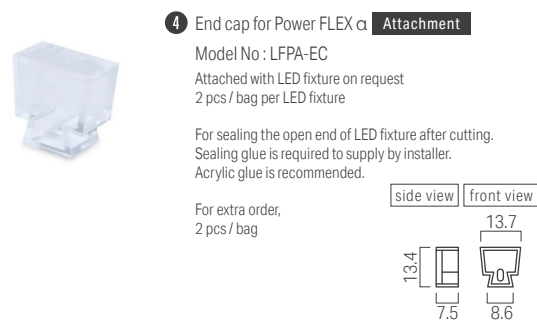 4 End cap for Power FLEX α Attachment
Model No : LFPA-EC
Attached with LED fixture on request
2 pcs / bag per LED fixture
For sealing the open end of LED fixture after cutting.
Sealing glue is required to supply by installer.
Acrylic glue is recommended.
For extra order,
2 pcs / bag
side view front view
13.7
13.4
7.5 8.6